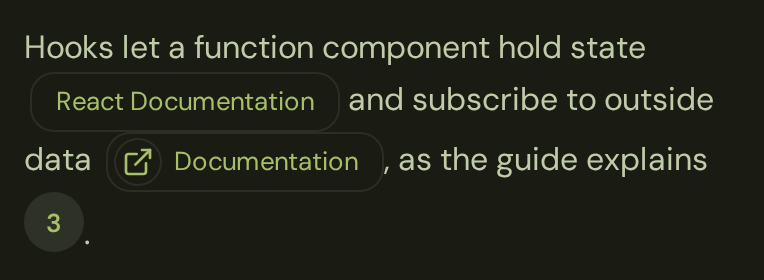 Hooks let a function component hold state
React Documentation and subscribe to outside
data Documentation, as the guide explains
3.